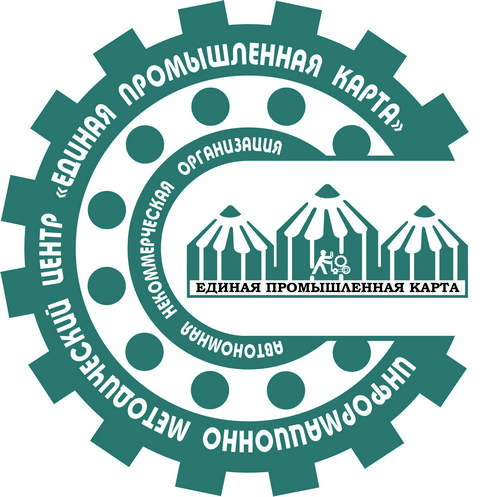 ИНФОРМАЦИОННО МЕТОДИЧЕСКИЙ ЦЕНТР «ЕДИНАЯ ПРОМЫШЛЕННАЯ КАРТА»
АВТОНОМНАЯ НЕКОММЕРЧЕСКАЯ ОРГАНИЗАЦИЯ
ЕДИНАЯ ПРОМЫШЛЕННАЯ КАРТА